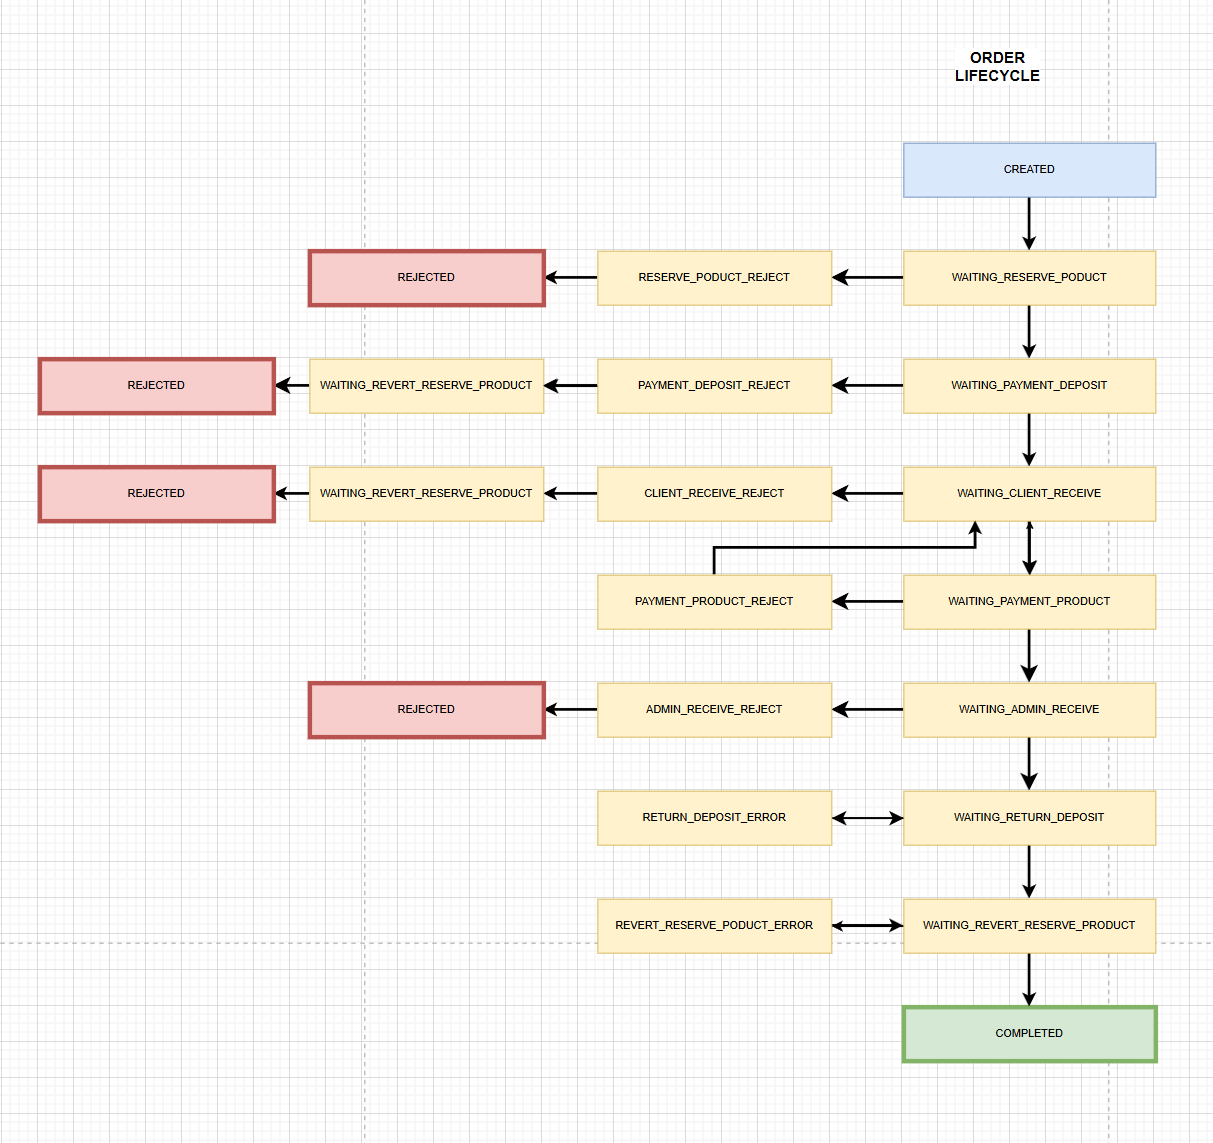 ORDER
LIFECYCLE
CREATED
REJECTED
RESERVE_PODUCT_REJECT
WAITING_RESERVE_PODUCT
REJECTED
WAITING_REVERT_RESERVE_PRODUCT
PAYMENT_DEPOSIT_REJECT
WAITING_PAYMENT_DEPOSIT
REJECTED
WAITING_REVERT_RESERVE_PRODUCT
CLIENT_RECEIVE_REJECT
WAITING_CLIENT_RECEIVE
PAYMENT_PRODUCT_REJECT
WAITING_PAYMENT_PRODUCT
REJECTED
ADMIN_RECEIVE_REJECT
WAITING_ADMIN_RECEIVE
RETURN_DEPOSIT_ERROR
WAITING_RETURN_DEPOSIT
REVERT_RESERVE_PODUCT_ERROR
WAITING_REVERT_RESERVE_PRODUCT
COMPLETED